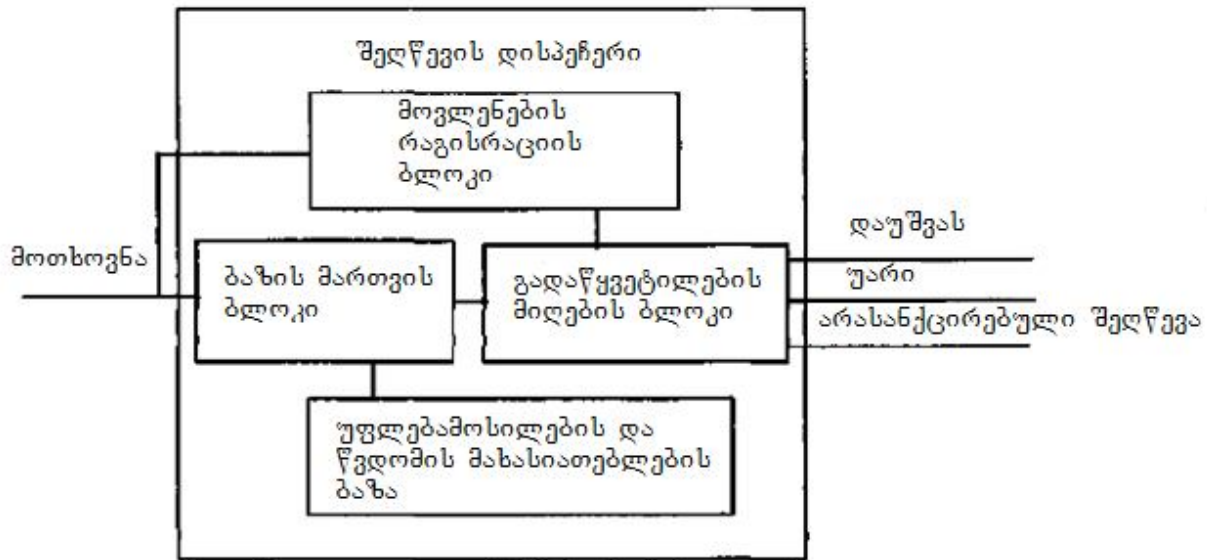 შეღწევის დისპეჩერი
მოვლენების
რაგისრაციის
ბლოკი
მოთხოვნა
ბაზის მართვის
ბლოკი
გადაწყვეტილების
მიღების ბლოკი
დაუშვას
უარი
არასანქცირებული შეღწევა
უფლებამოსილების და
წვდომის მახასიათებლების
ბაზა